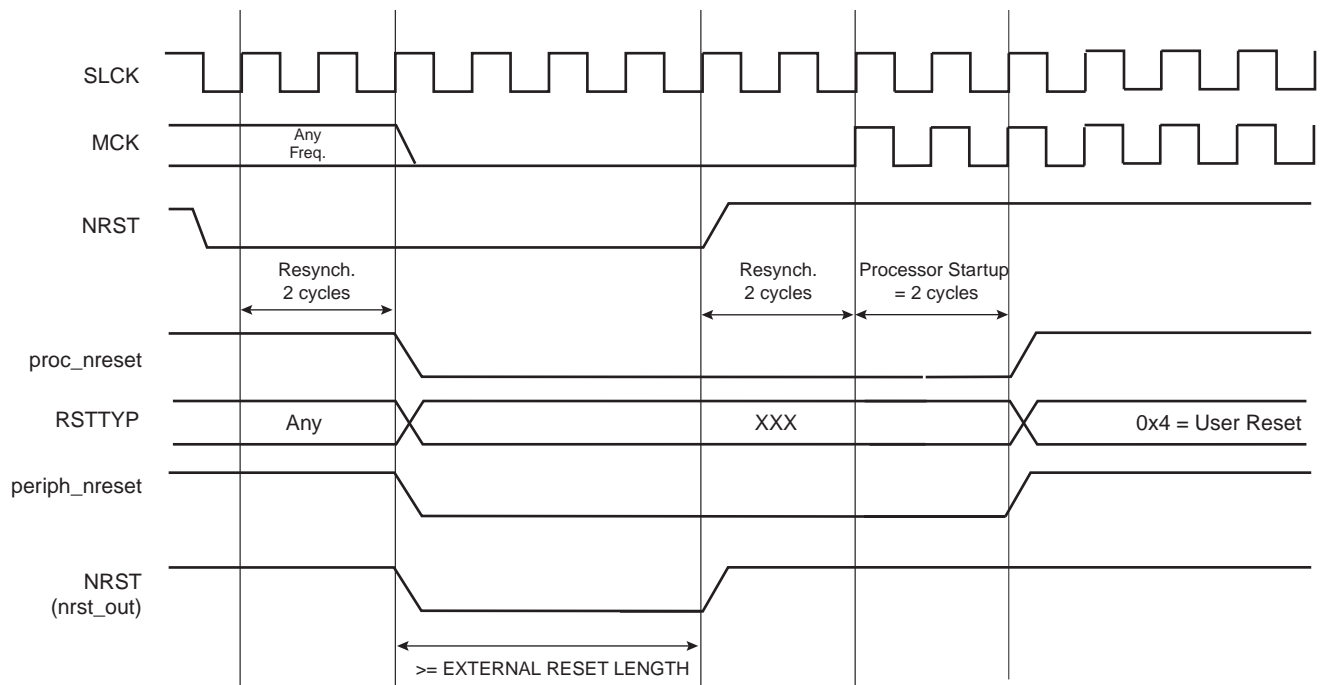 SLCK
MCK
Any
Freq.
NRST
Resynch.
2 cycles
Resynch.
2 cycles
Processor Startup
= 2 cycles
proc_nreset
RSTTYP
Any
XXX
0x4 = User Reset
periph_nreset
NRST
(nrst_out)
>= EXTERNAL RESET LENGTH